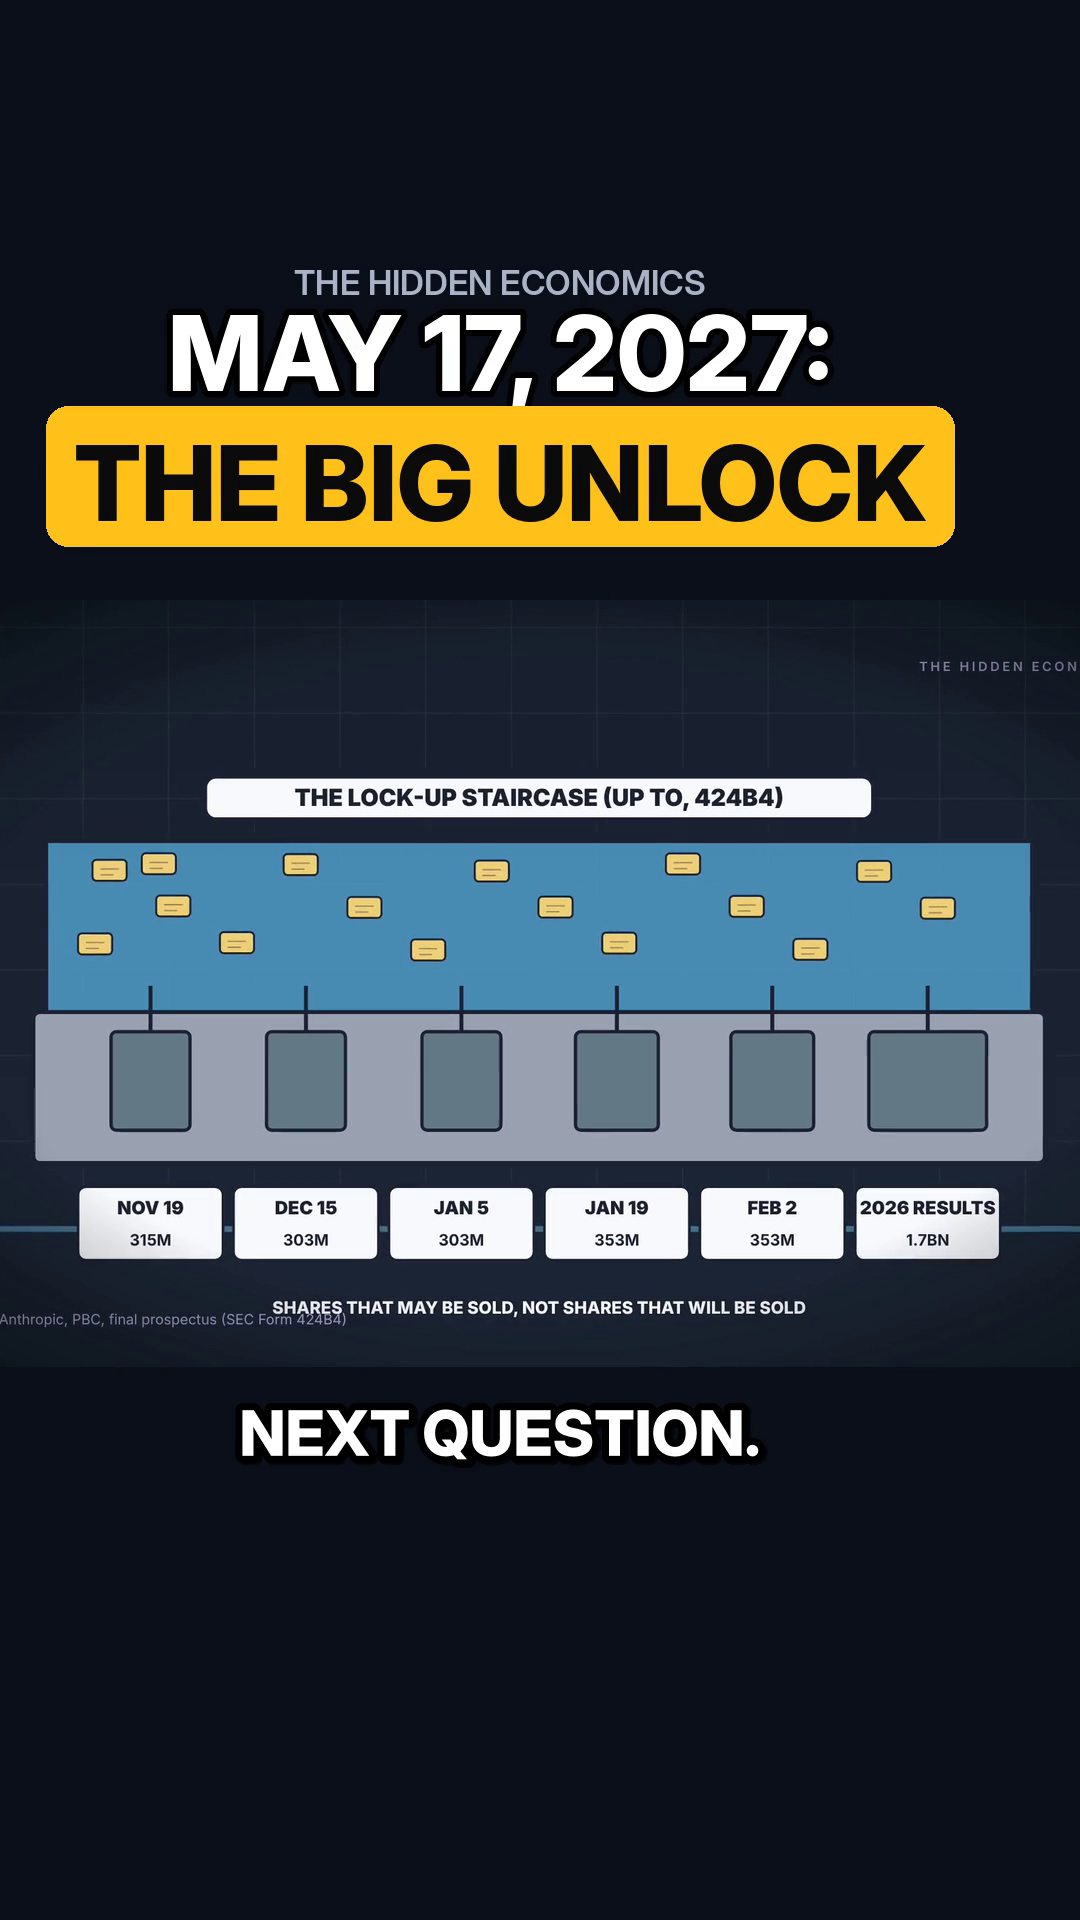 THE HIDDEN ECONOMICS
MAY 17, 2027:
THE BIG UNLOCK
THE HIDDEN ECON
THE LOCK-UP STAIRCASE (UP TO, 424B4)
NOV 19
315M
DEC 15
303M
JAN 5
303M
JAN 19
353M
FEB 2
353M
2026 RESULTS
1.7BN
SHARES THAT MAY BE SOLD, NOT SHARES THAT WILL BE SOLD
Anthropic, PBC, final prospectus (SEC Form 424B4)
NEXT QUESTION.